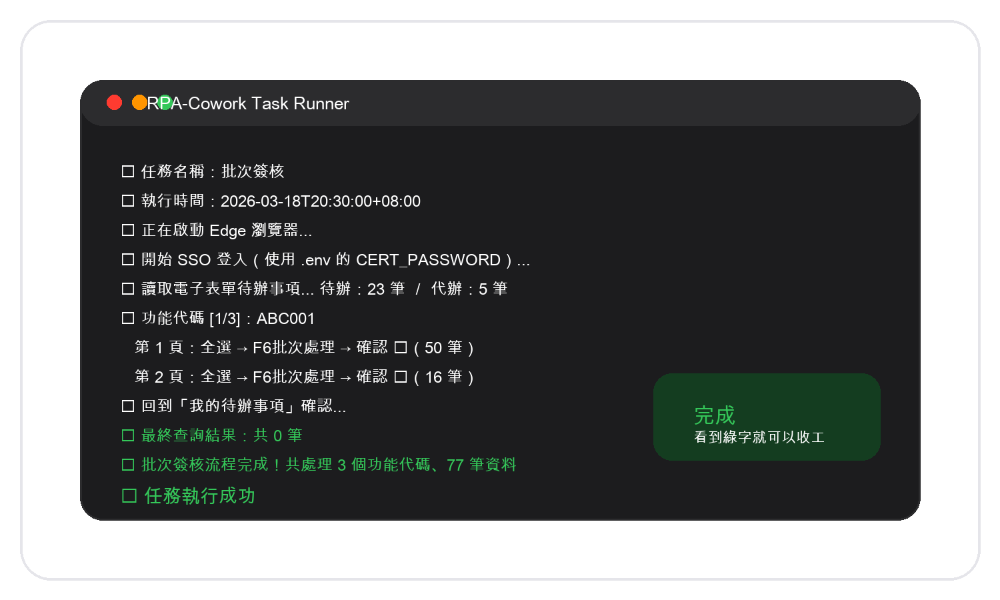 RPA-Cowork Task Runner
□ 任務名稱：批次簽核
□ 執行時間：2026-03-18T20:30:00+08:00
□ 正在啟動 Edge 瀏覽器...
□ 開始 SSO 登入（使用 .env 的 CERT_PASSWORD）...
□ 讀取電子表單待辦事項... 待辦：23 筆 / 代辦：5 筆
□ 功能代碼 [1/3]：ABC001
第 1 頁：全選→F6批次處理→確認 □（50 筆）
第 2 頁：全選→F6批次處理→確認 □（16 筆）
□ 回到「我的待辦事項」確認...
□ 最終查詢結果：共 0 筆
□ 批次簽核流程完成！共處理 3 個功能代碼、77 筆資料
□ 任務執行成功
完成
看到綠字就可以收工